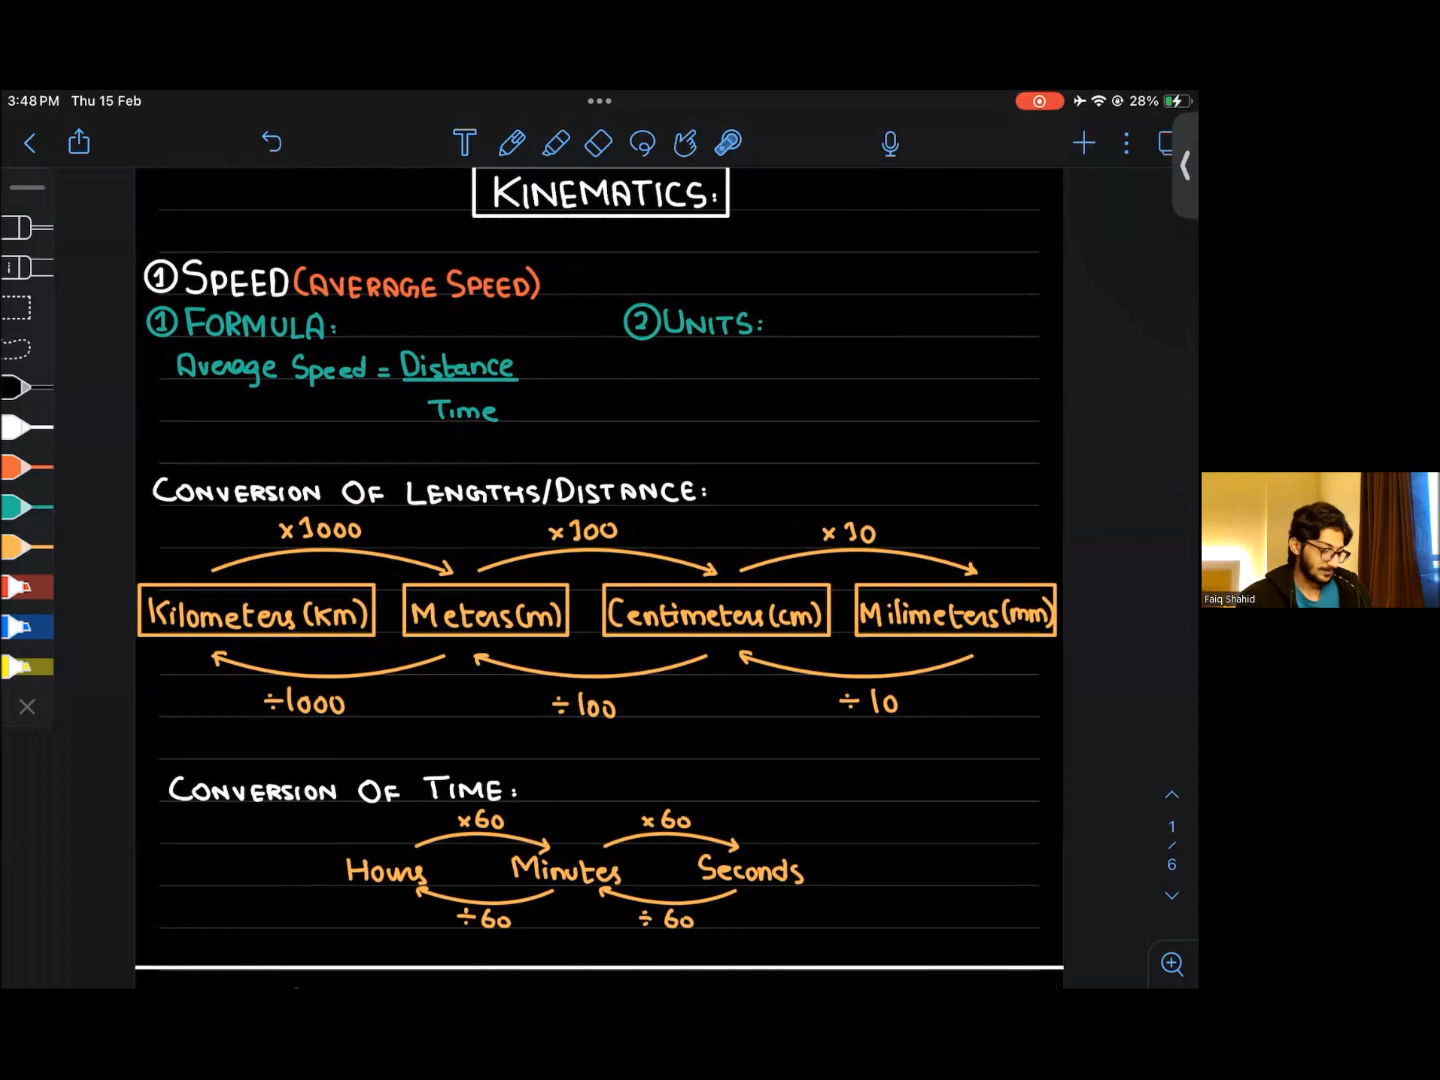 3:48 PM Thu 15 Feb
28%
T
KINEMATICS:
① SPEED (AVERAGE SPEED)
① FORMULA:
② UNITS:
Average Speed = Distance
Time
CONVERSION OF LENGTHS/DISTANCE:
×1000 ×100 ×10
Kilometers (Km) Meters (m) Centimeters (cm) Milimeters (mm)
÷1000 ÷100 ÷10
CONVERSION OF TIME:
×60 ×60
Hours Minutes Seconds
÷60 ÷60
1
/
6
Faiq Shahid